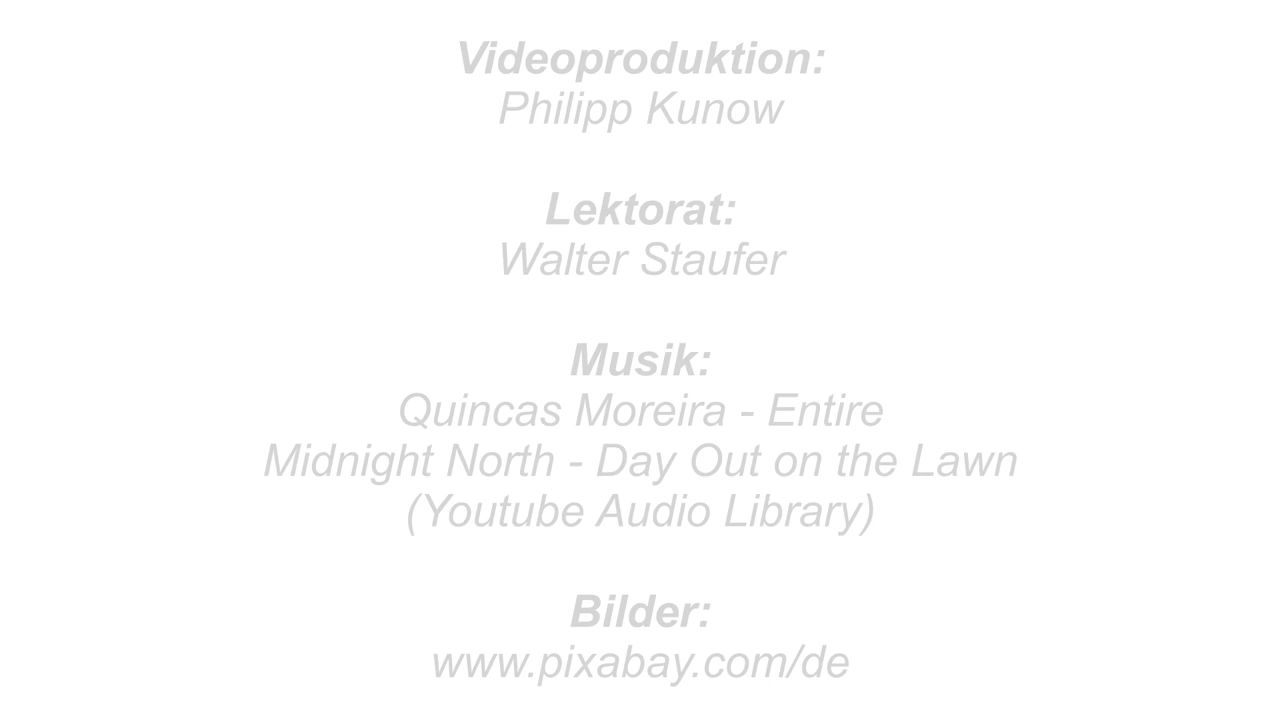 Videoproduktion:
Philipp Kunow
Lektorat:
Walter Staufer
Musik:
Quincas Moreira - Entire
Midnight North - Day Out on the Lawn
(Youtube Audio Library)
Bilder:
www.pixabay.com/de